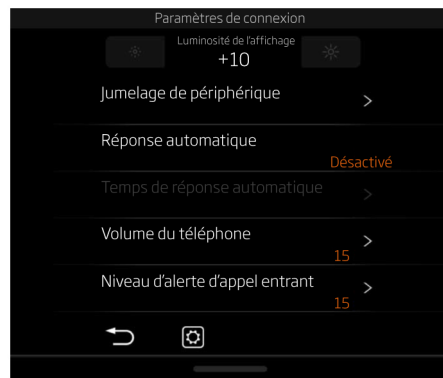 Paramètres de connexion
Luminosité de l'affichage
+10
Jumelage de périphérique
Réponse automatique
Désactivé
Temps de réponse automatique
Volume du téléphone
15
Niveau d'alerte d'appel entrant
15